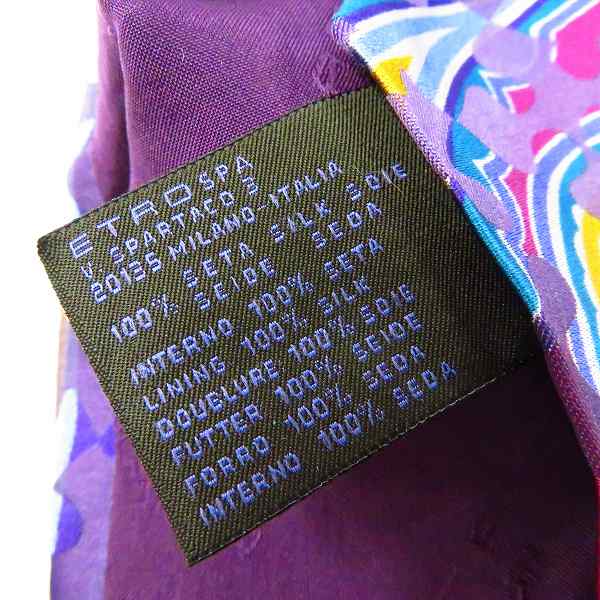 ETRO SPA
V SPARTACO 3
20135 MILANO-ITALIA
100% SETA SILK SOIE
SEIDE SEDA
INTERNO 100% SETA
LINING 100% SILK
DOUBLURE 100% SOIE
FUTTER 100% SEIDE
FORRO 100% SEDA
INTERNO 100% SEDA